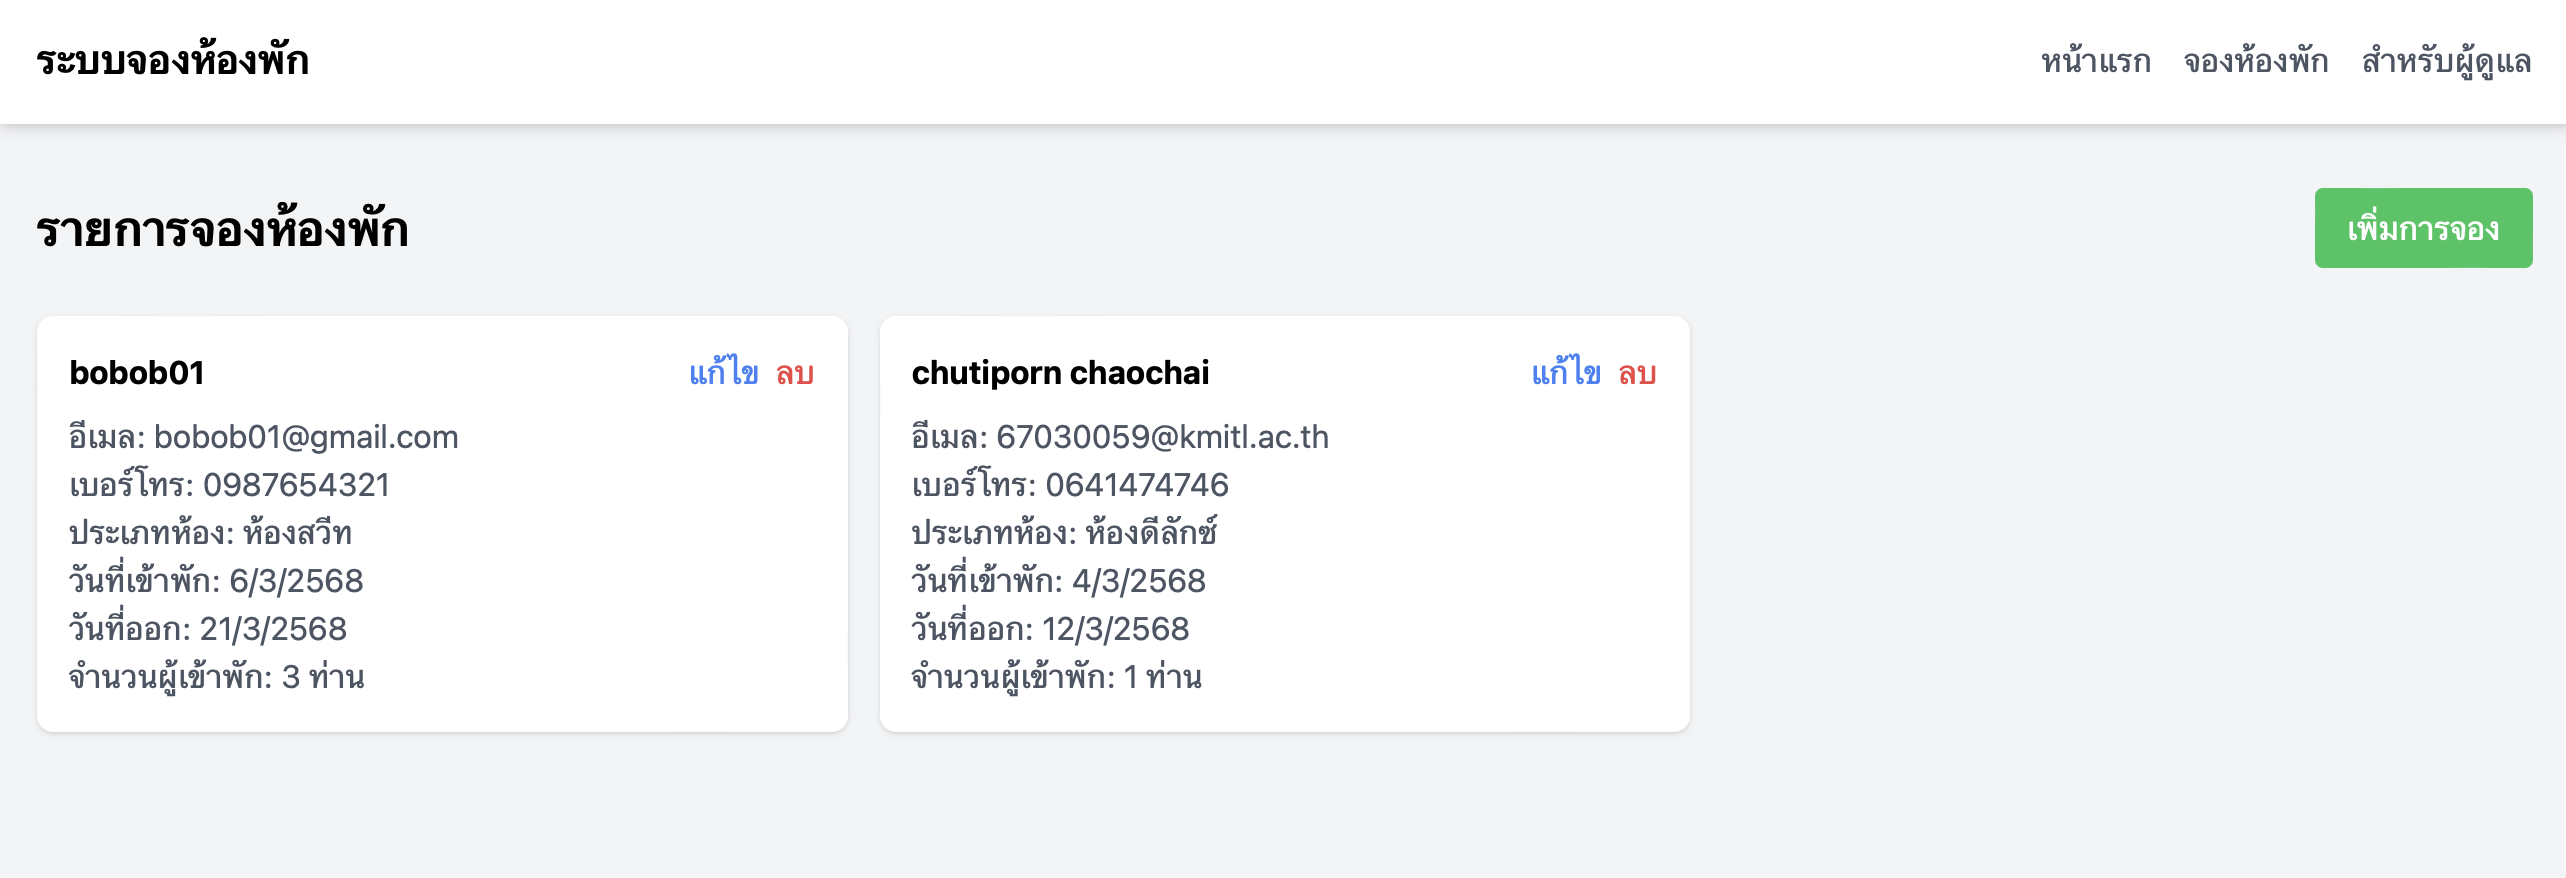 ระบบจองห้องพัก
หน้าแรก จองห้องพัก สำหรับผู้ดูแล
รายการจองห้องพัก
เพิ่มการจอง
bobob01
แก้ไข ลบ
อีเมล: bobob01@gmail.com
เบอร์โทร: 0987654321
ประเภทห้อง: ห้องสวีท
วันที่เข้าพัก: 6/3/2568
วันที่ออก: 21/3/2568
จำนวนผู้เข้าพัก: 3 ท่าน
chutiporn chaochai
แก้ไข ลบ
อีเมล: 67030059@kmitl.ac.th
เบอร์โทร: 0641474746
ประเภทห้อง: ห้องดีลักซ์
วันที่เข้าพัก: 4/3/2568
วันที่ออก: 12/3/2568
จำนวนผู้เข้าพัก: 1 ท่าน